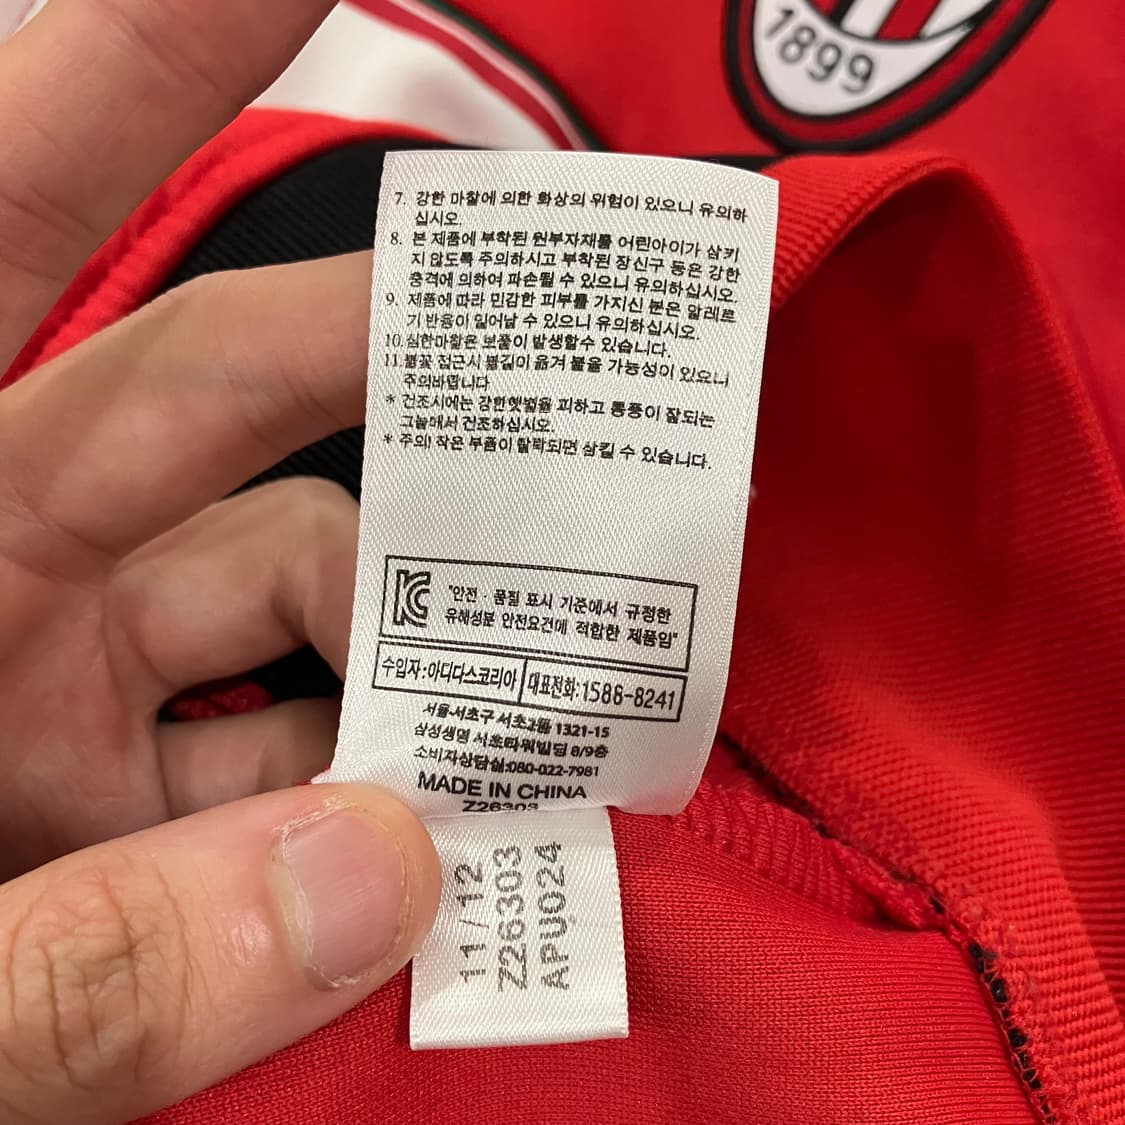 1899
7. 강한 마찰에 의한 화상의 위험이 있으니 유의하
십시오.
8. 본 제품에 부착된 원부자재를 어린아이가 삼키
지 않도록 주의하시고 부착된 장신구 등은 강한
충격에 의하여 파손될 수 있으니 유의하십시오.
9. 제품에 따라 민감한 피부를 가지신 분은 알레르
기 반응이 일어날 수 있으니 유의하십시오.
10.심한마찰은 보풀이 발생할수 있습니다.
11.불꽃 접근시 불길이 옮겨 붙을 가능성이 있으니
주의바랍니다
* 건조시에는 강한햇볕을 피하고 통풍이 잘되는
그늘에서 건조하십시오.
* 주의! 작은 부품이 탈락되면 삼킬 수 있습니다.
"안전 · 품질 표시 기준에서 규정한
유해성분 안전요건에 적합한 제품임"
수입자:아디다스코리아 대표전화:1588-8241
서울 서초구 서초2동 1321-15
삼성생명 서초타워빌딩 8/9층
소비자상담실:080-022-7981
MADE IN CHINA
Z26303
11/12
Z26303
APU024